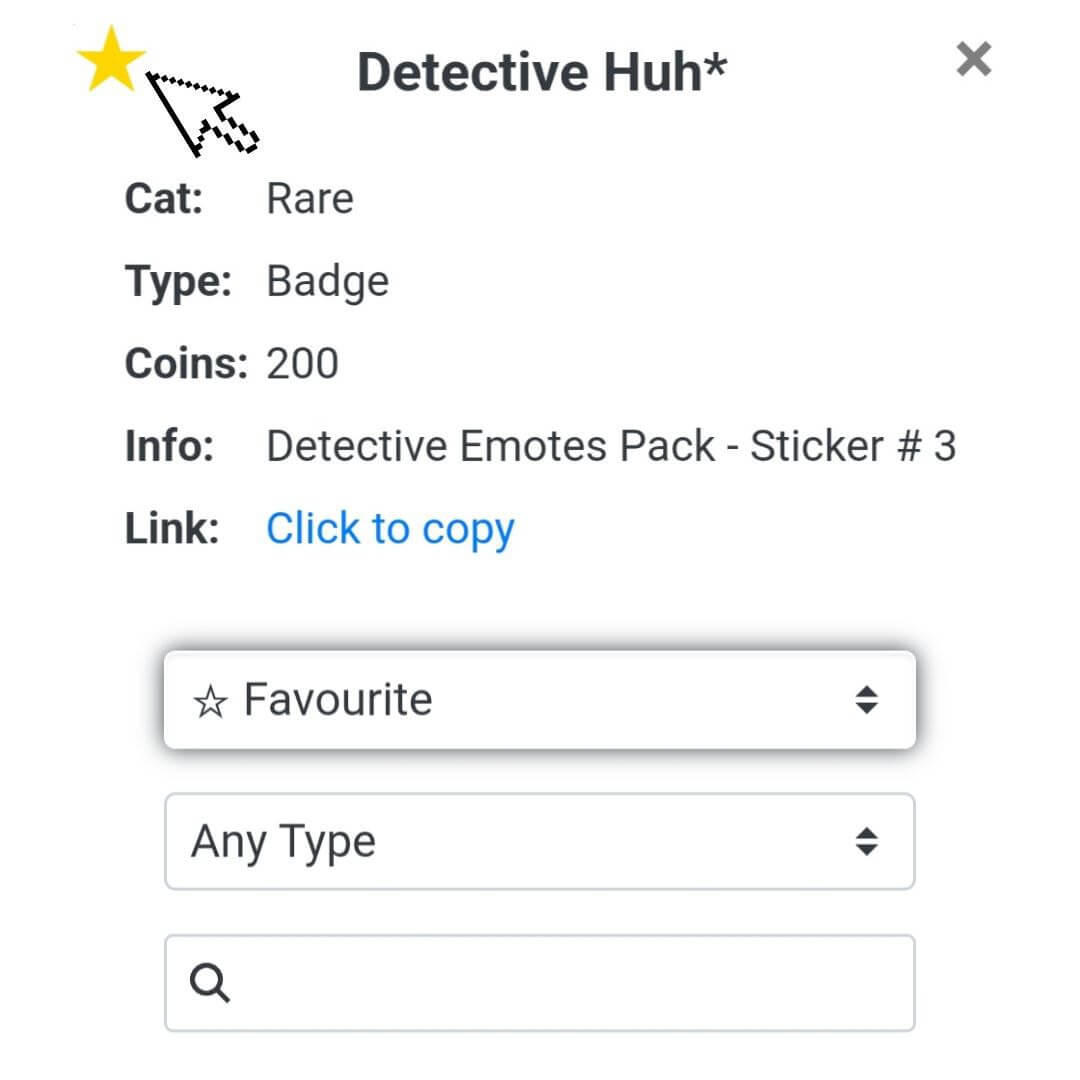 Detective Huh*
Cat: Rare
Type: Badge
Coins: 200
Info: Detective Emotes Pack - Sticker # 3
Link: Click to copy
☆ Favourite
Any Type